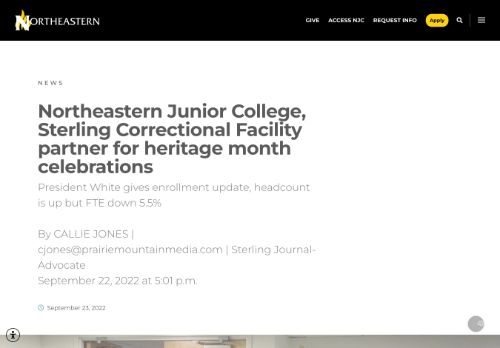 NORTHEASTERN
GIVE ACCESS NJC REQUEST INFO Apply
NEWS
Northeastern Junior College,
Sterling Correctional Facility
partner for heritage month
celebrations
President White gives enrollment update, headcount
is up but FTE down 5.5%
By CALLIE JONES |
cjones@prairiemountainmedia.com | Sterling Journal-
Advocate
September 22, 2022 at 5:01 p.m.
September 23, 2022